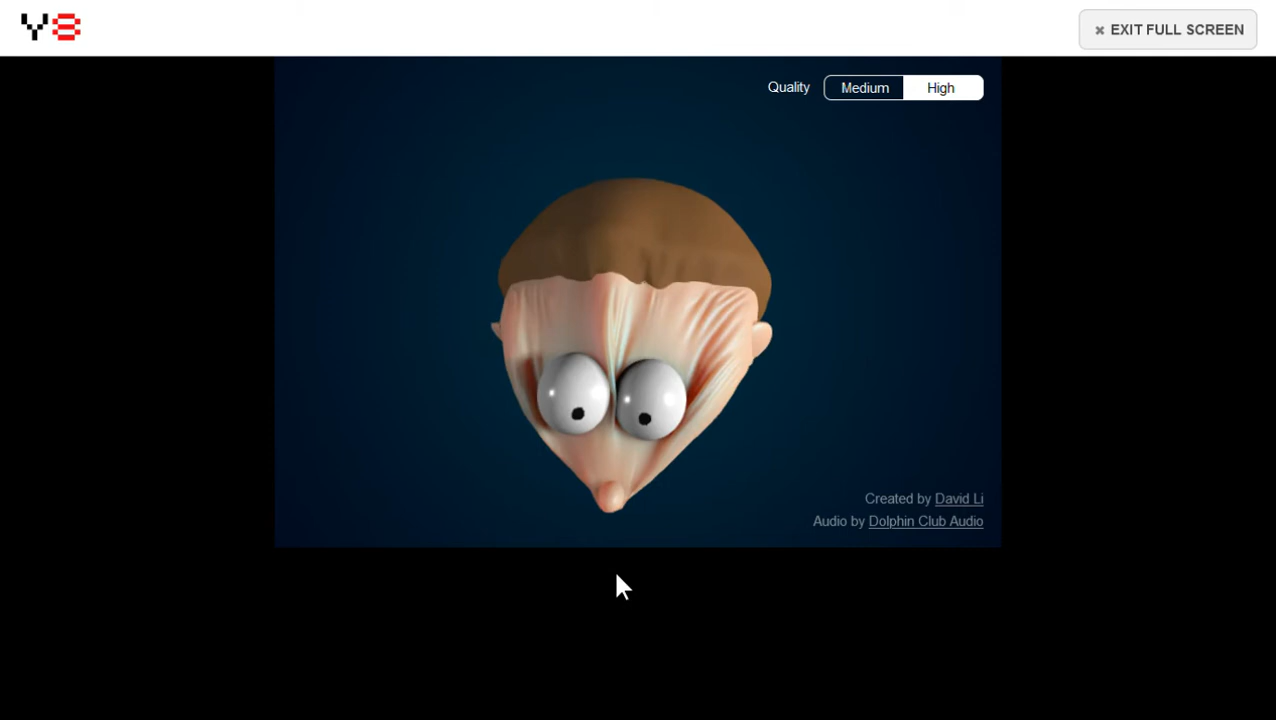 Y8
✖ EXIT FULL SCREEN
Quality Medium High
Created by David Li
Audio by Dolphin Club Audio